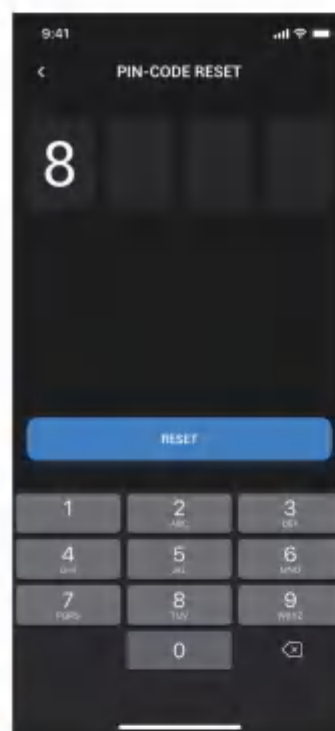 9:41
PIN-CODE RESET
8
RESET
1 2 3
ABC DEF
4 5 6
GHI JKL MNO
7 8 9
PQRS TUV WXYZ
0